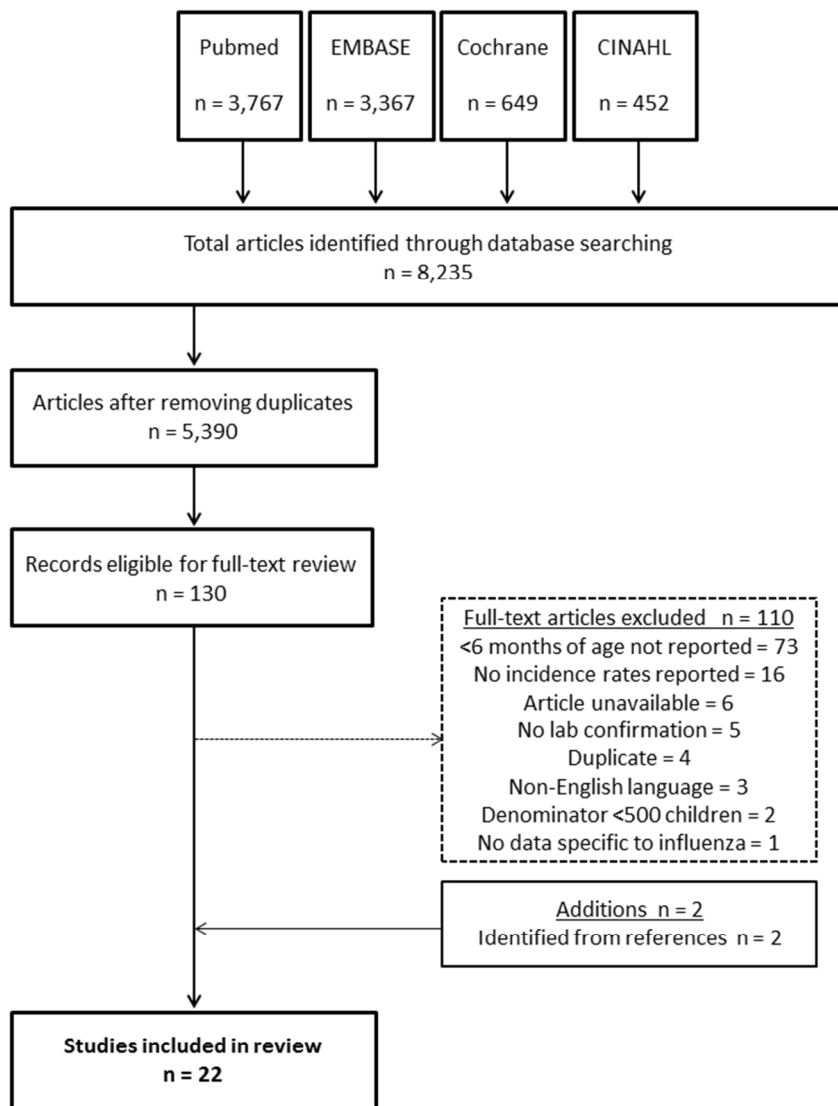 Pubmed
n = 3,767
EMBASE
n = 3,367
Cochrane
n = 649
CINAHL
n = 452
Total articles identified through database searching
n = 8,235
Articles after removing duplicates
n = 5,390
Records eligible for full-text review
n = 130
Full-text articles excluded n = 110
<6 months of age not reported = 73
No incidence rates reported = 16
Article unavailable = 6
No lab confirmation = 5
Duplicate = 4
Non-English language = 3
Denominator <500 children = 2
No data specific to influenza = 1
Additions n = 2
Identified from references n = 2
Studies included in review
n = 22